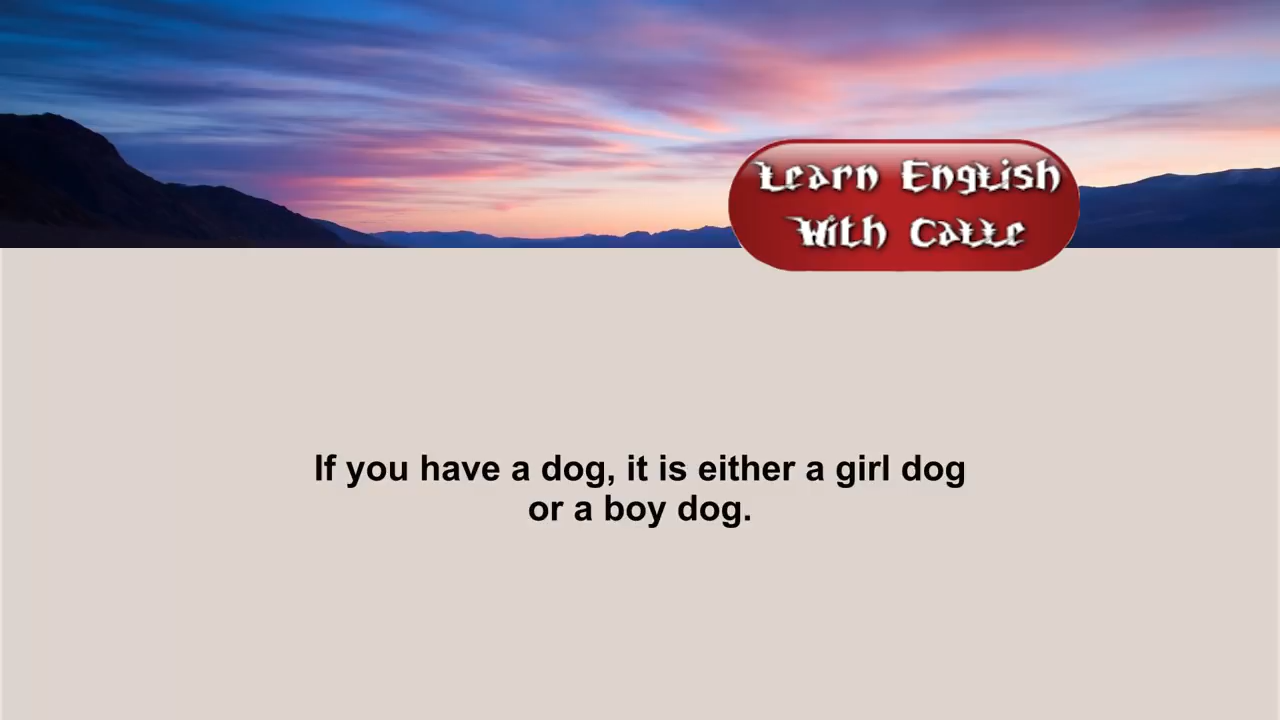 Learn English
With Calle
If you have a dog, it is either a girl dog
or a boy dog.